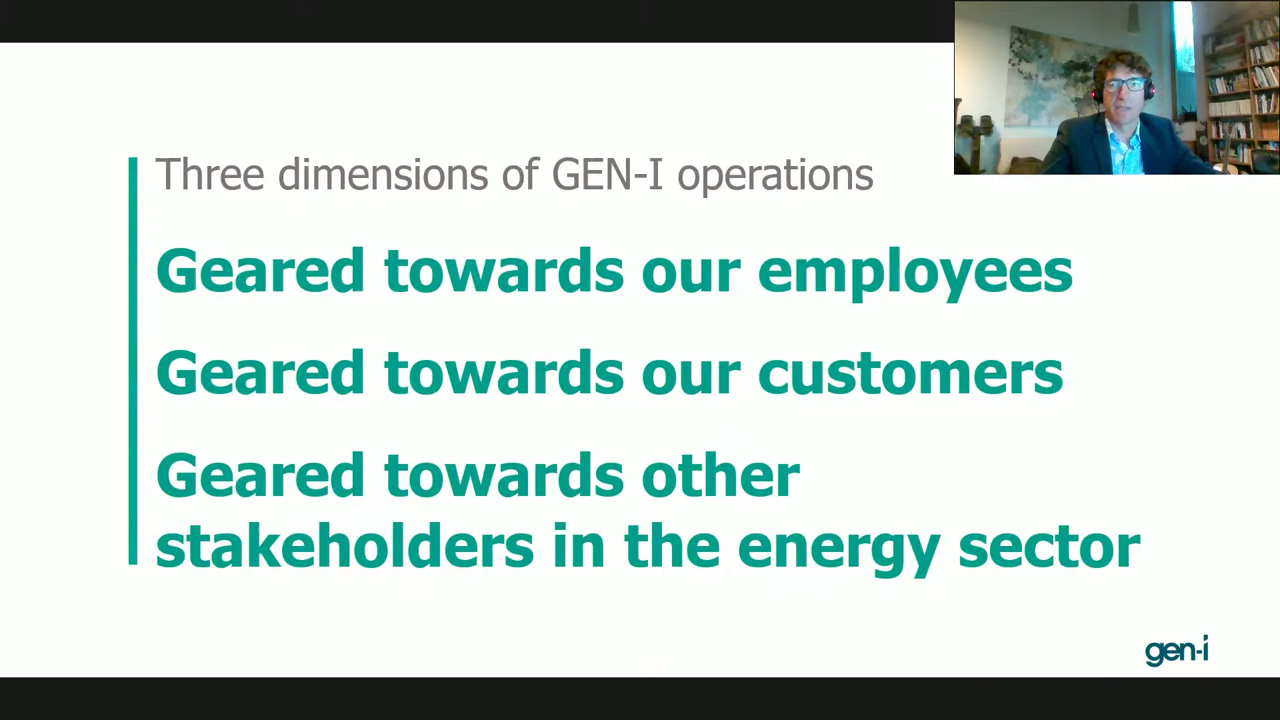 Three dimensions of GEN-I operations
Geared towards our employees
Geared towards our customers
Geared towards other
stakeholders in the energy sector
gen-i